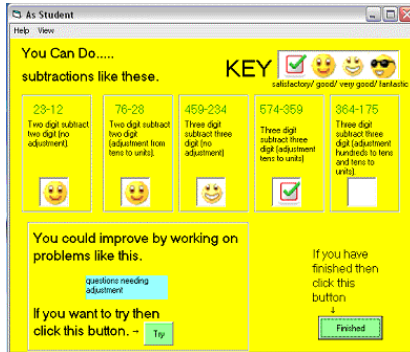 As Student
Help View
You Can Do.....
subtractions like these.
KEY
satisfactory/ good/ very good/ fantastic
23-12
Two digit subtract
two digit (no
adjustment).
76-28
Two digit subtract
two digit
(adjustment from
tens to units).
459-234
Three digit
subtract three
digit (no
adjustment)
574-359
Three digit
subtract three
digit (adjustment
tens to units)
364-175
Three digit
subtract three
digit (adjustment
hundreds to tens
and tens to
units).
You could improve by working on
problems like this.
questions needing
adjustment
If you want to try then
click this button. →
Try
If you have
finished then
click this
button
↓
Finished